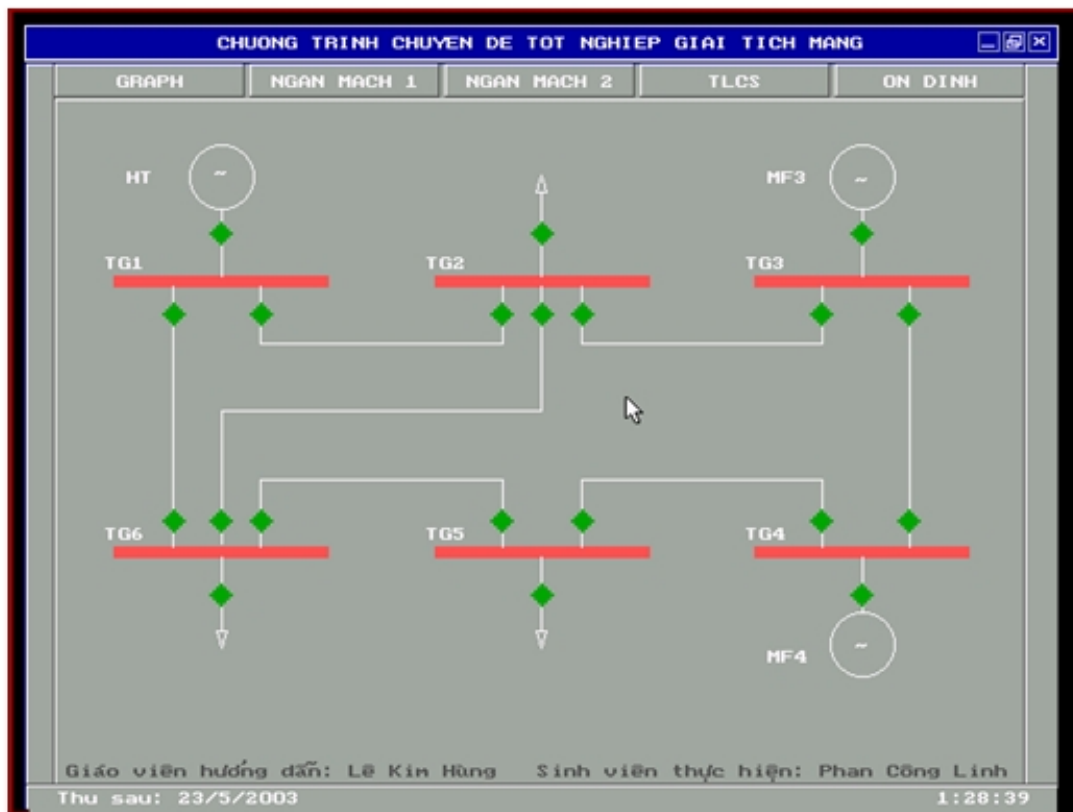 CHUONG TRINH CHUYEN DE TOT NGHIEP GIAI TICH MANG
GRAPH NGAN MACH 1 NGAN MACH 2 TLCS ON DINH
HT ~ MF3 ~
TG1 TG2 TG3
TG6 TG5 TG4
MF4 ~
Giáo viên hướng dẫn: Lê Kim Hùng Sinh viên thực hiện: Phan Công Linh
Thu sau: 23/5/2003 1:28:39